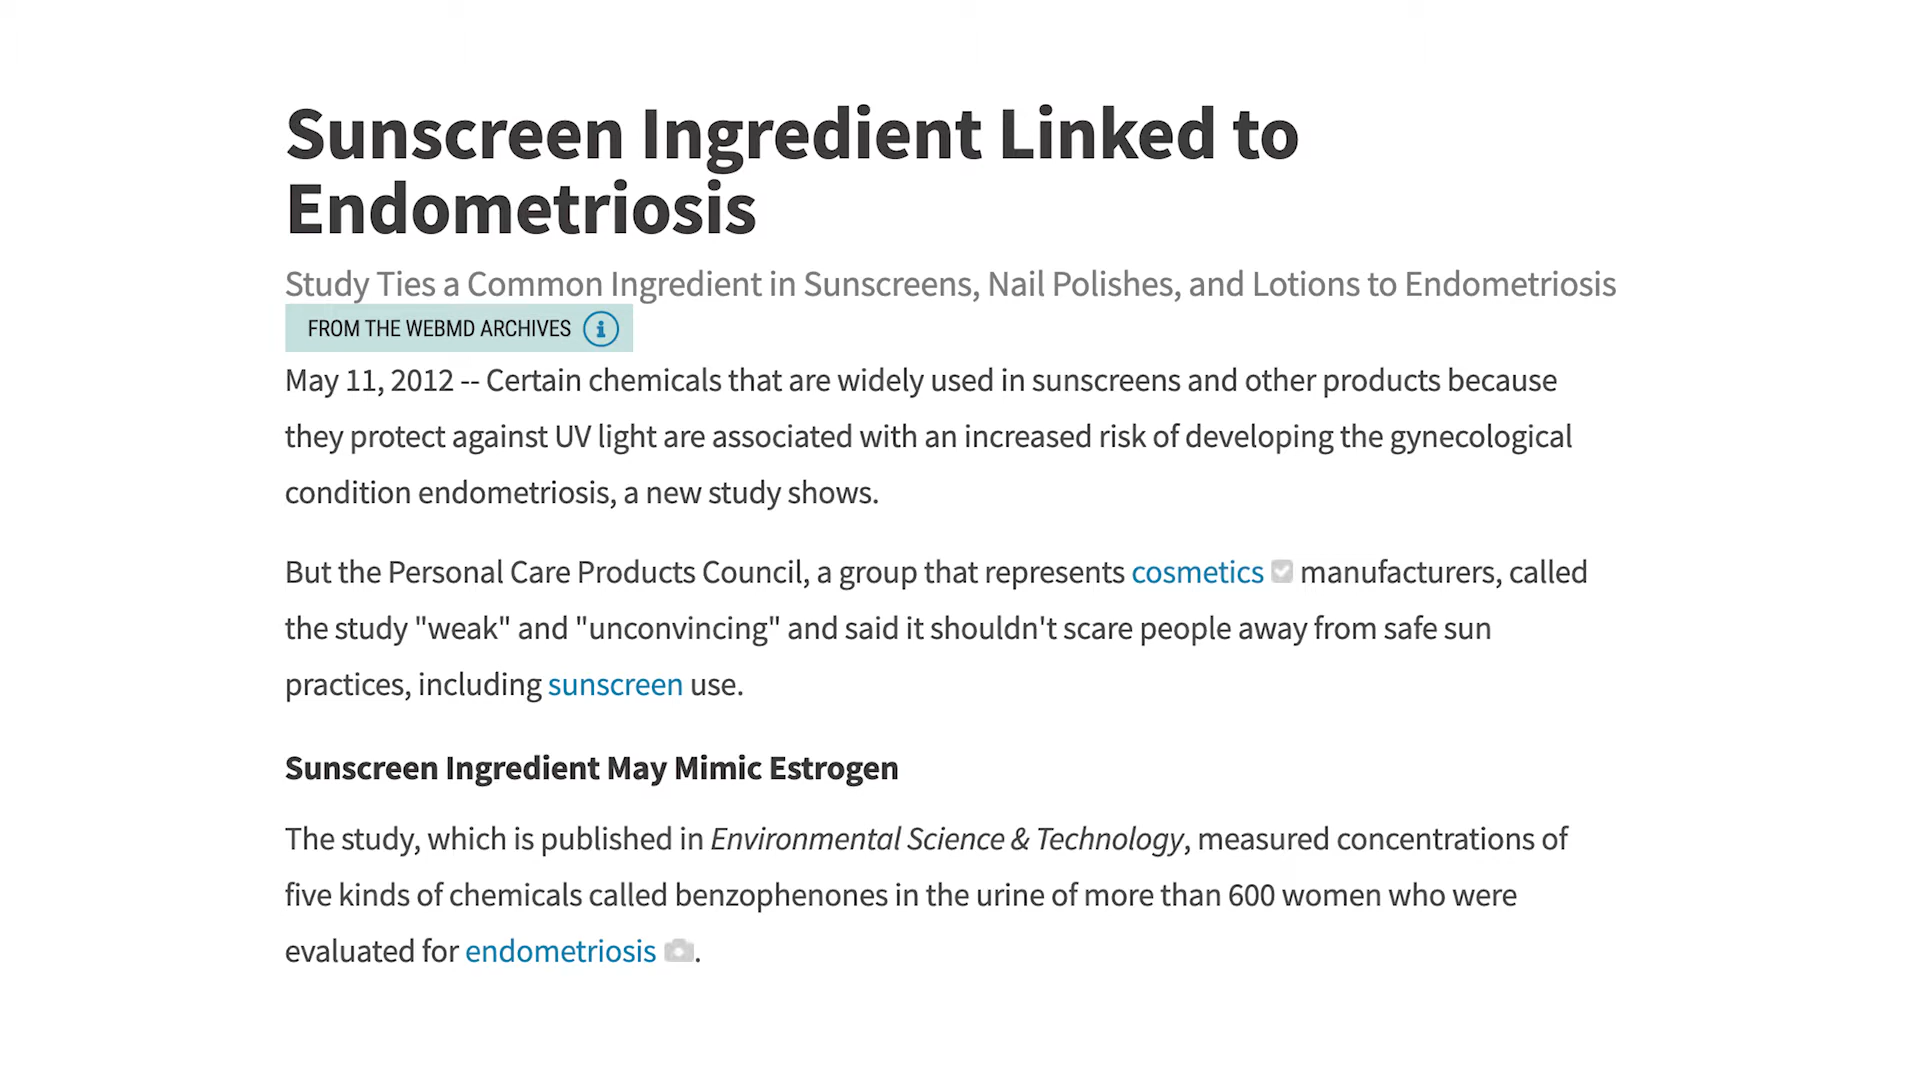 Sunscreen Ingredient Linked to
Endometriosis
Study Ties a Common Ingredient in Sunscreens, Nail Polishes, and Lotions to Endometriosis
FROM THE WEBMD ARCHIVES
May 11, 2012 -- Certain chemicals that are widely used in sunscreens and other products because
they protect against UV light are associated with an increased risk of developing the gynecological
condition endometriosis, a new study shows.
But the Personal Care Products Council, a group that represents cosmetics manufacturers, called
the study "weak" and "unconvincing" and said it shouldn't scare people away from safe sun
practices, including sunscreen use.
Sunscreen Ingredient May Mimic Estrogen
The study, which is published in Environmental Science & Technology, measured concentrations of
five kinds of chemicals called benzophenones in the urine of more than 600 women who were
evaluated for endometriosis.